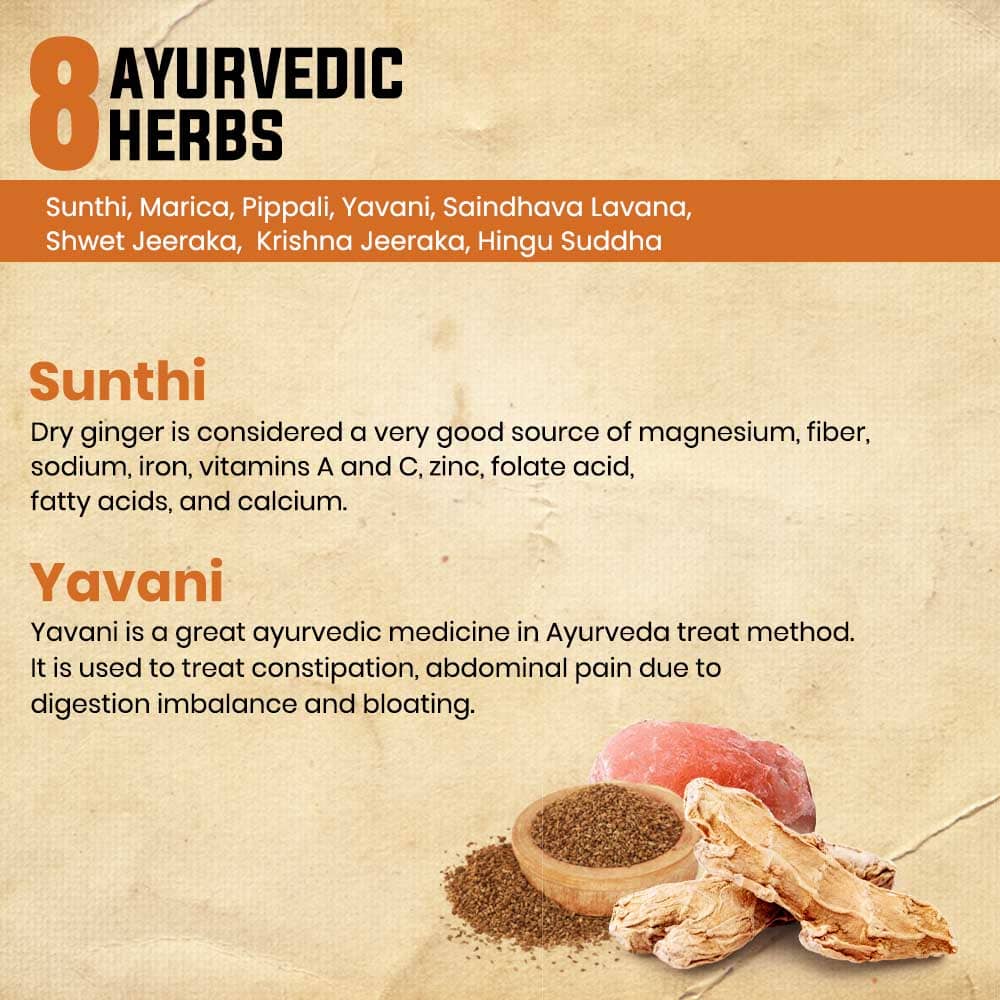 8 AYURVEDIC
HERBS
Sunthi, Marica, Pippali, Yavani, Saindhava Lavana,
Shwet Jeeraka, Krishna Jeeraka, Hingu Suddha
Sunthi
Dry ginger is considered a very good source of magnesium, fiber,
sodium, iron, vitamins A and C, zinc, folate acid,
fatty acids, and calcium.
Yavani
Yavani is a great ayurvedic medicine in Ayurveda treat method.
It is used to treat constipation, abdominal pain due to
digestion imbalance and bloating.